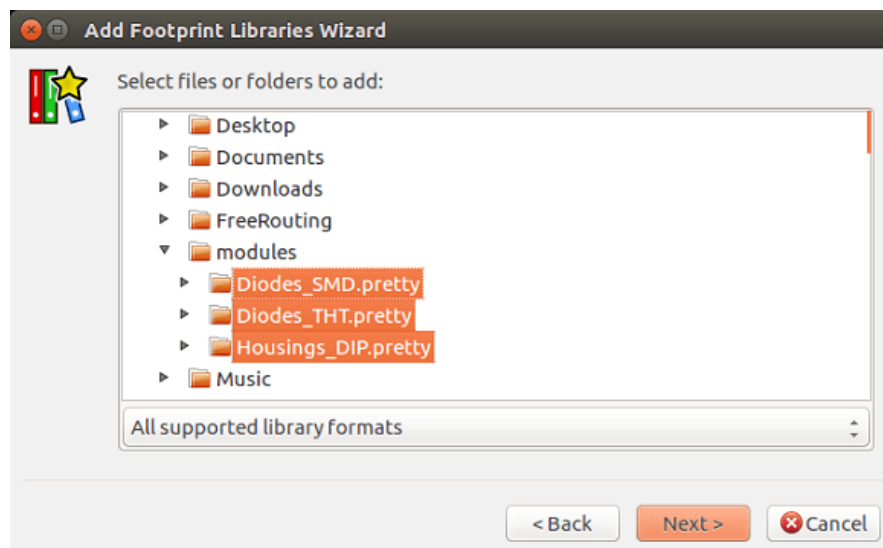 Add Footprint Libraries Wizard
Select files or folders to add:
Desktop
Documents
Downloads
FreeRouting
modules
Diodes_SMD.pretty
Diodes_THT.pretty
Housings_DIP.pretty
Music
All supported library formats
< Back Next > Cancel